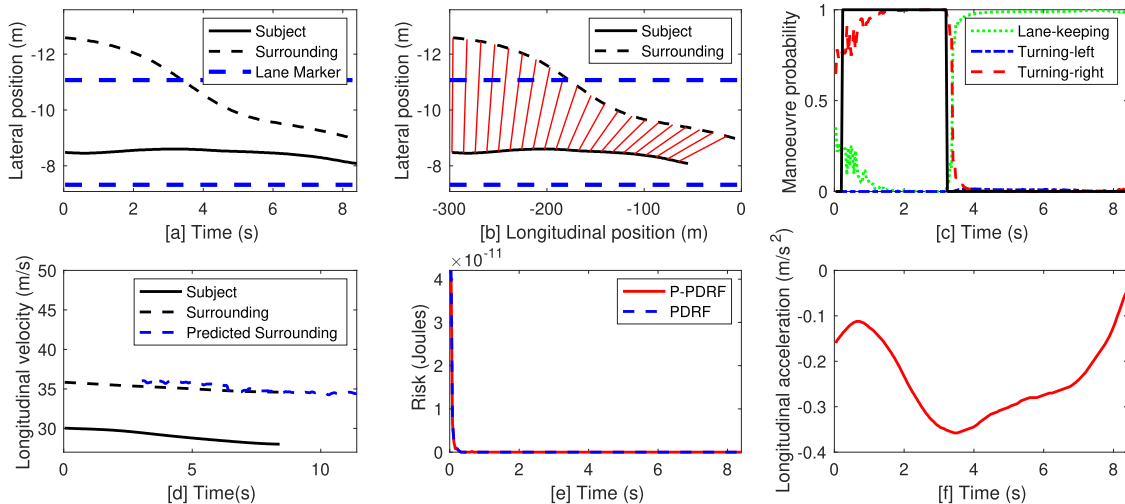 Lateral position (m)
-12
-10
-8
0
2
4
6
8
[a] Time (s)
Subject
Surrounding
Lane Marker
Lateral position (m)
-12
-10
-8
-300
-200
-100
0
[b] Longitudinal position (m)
Subject
Surrounding
Manoeuvre probability
1
0.5
0
0
2
4
6
8
[c] Time (s)
Lane-keeping
Turning-left
Turning-right
Longitudinal velocity (m/s)
50
45
40
35
30
0
5
10
[d] Time(s)
Subject
Surrounding
Predicted Surrounding
×10⁻¹¹
Risk (Joules)
4
3
2
1
0
0
2
4
6
8
[e] Time (s)
P-PDRF
PDRF
Longitudinal acceleration (m/s²)
0
-0.1
-0.2
-0.3
-0.4
0
2
4
6
8
[f] Time (s)